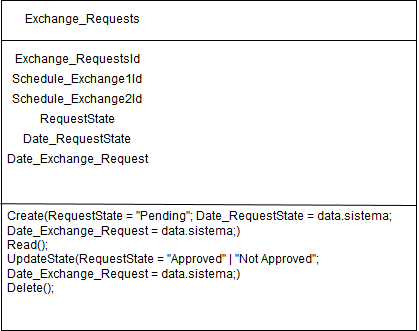 Exchange_Requests
Exchange_RequestsId
Schedule_Exchange1Id
Schedule_Exchange2Id
RequestState
Date_RequestState
Date_Exchange_Request
Create(RequestState = "Pending"; Date_RequestState = data.sistema;
Date_Exchange_Request = data.sistema;)
Read();
UpdateState(RequestState = "Approved" | "Not Approved";
Date_Exchange_Request = data.sistema;)
Delete();